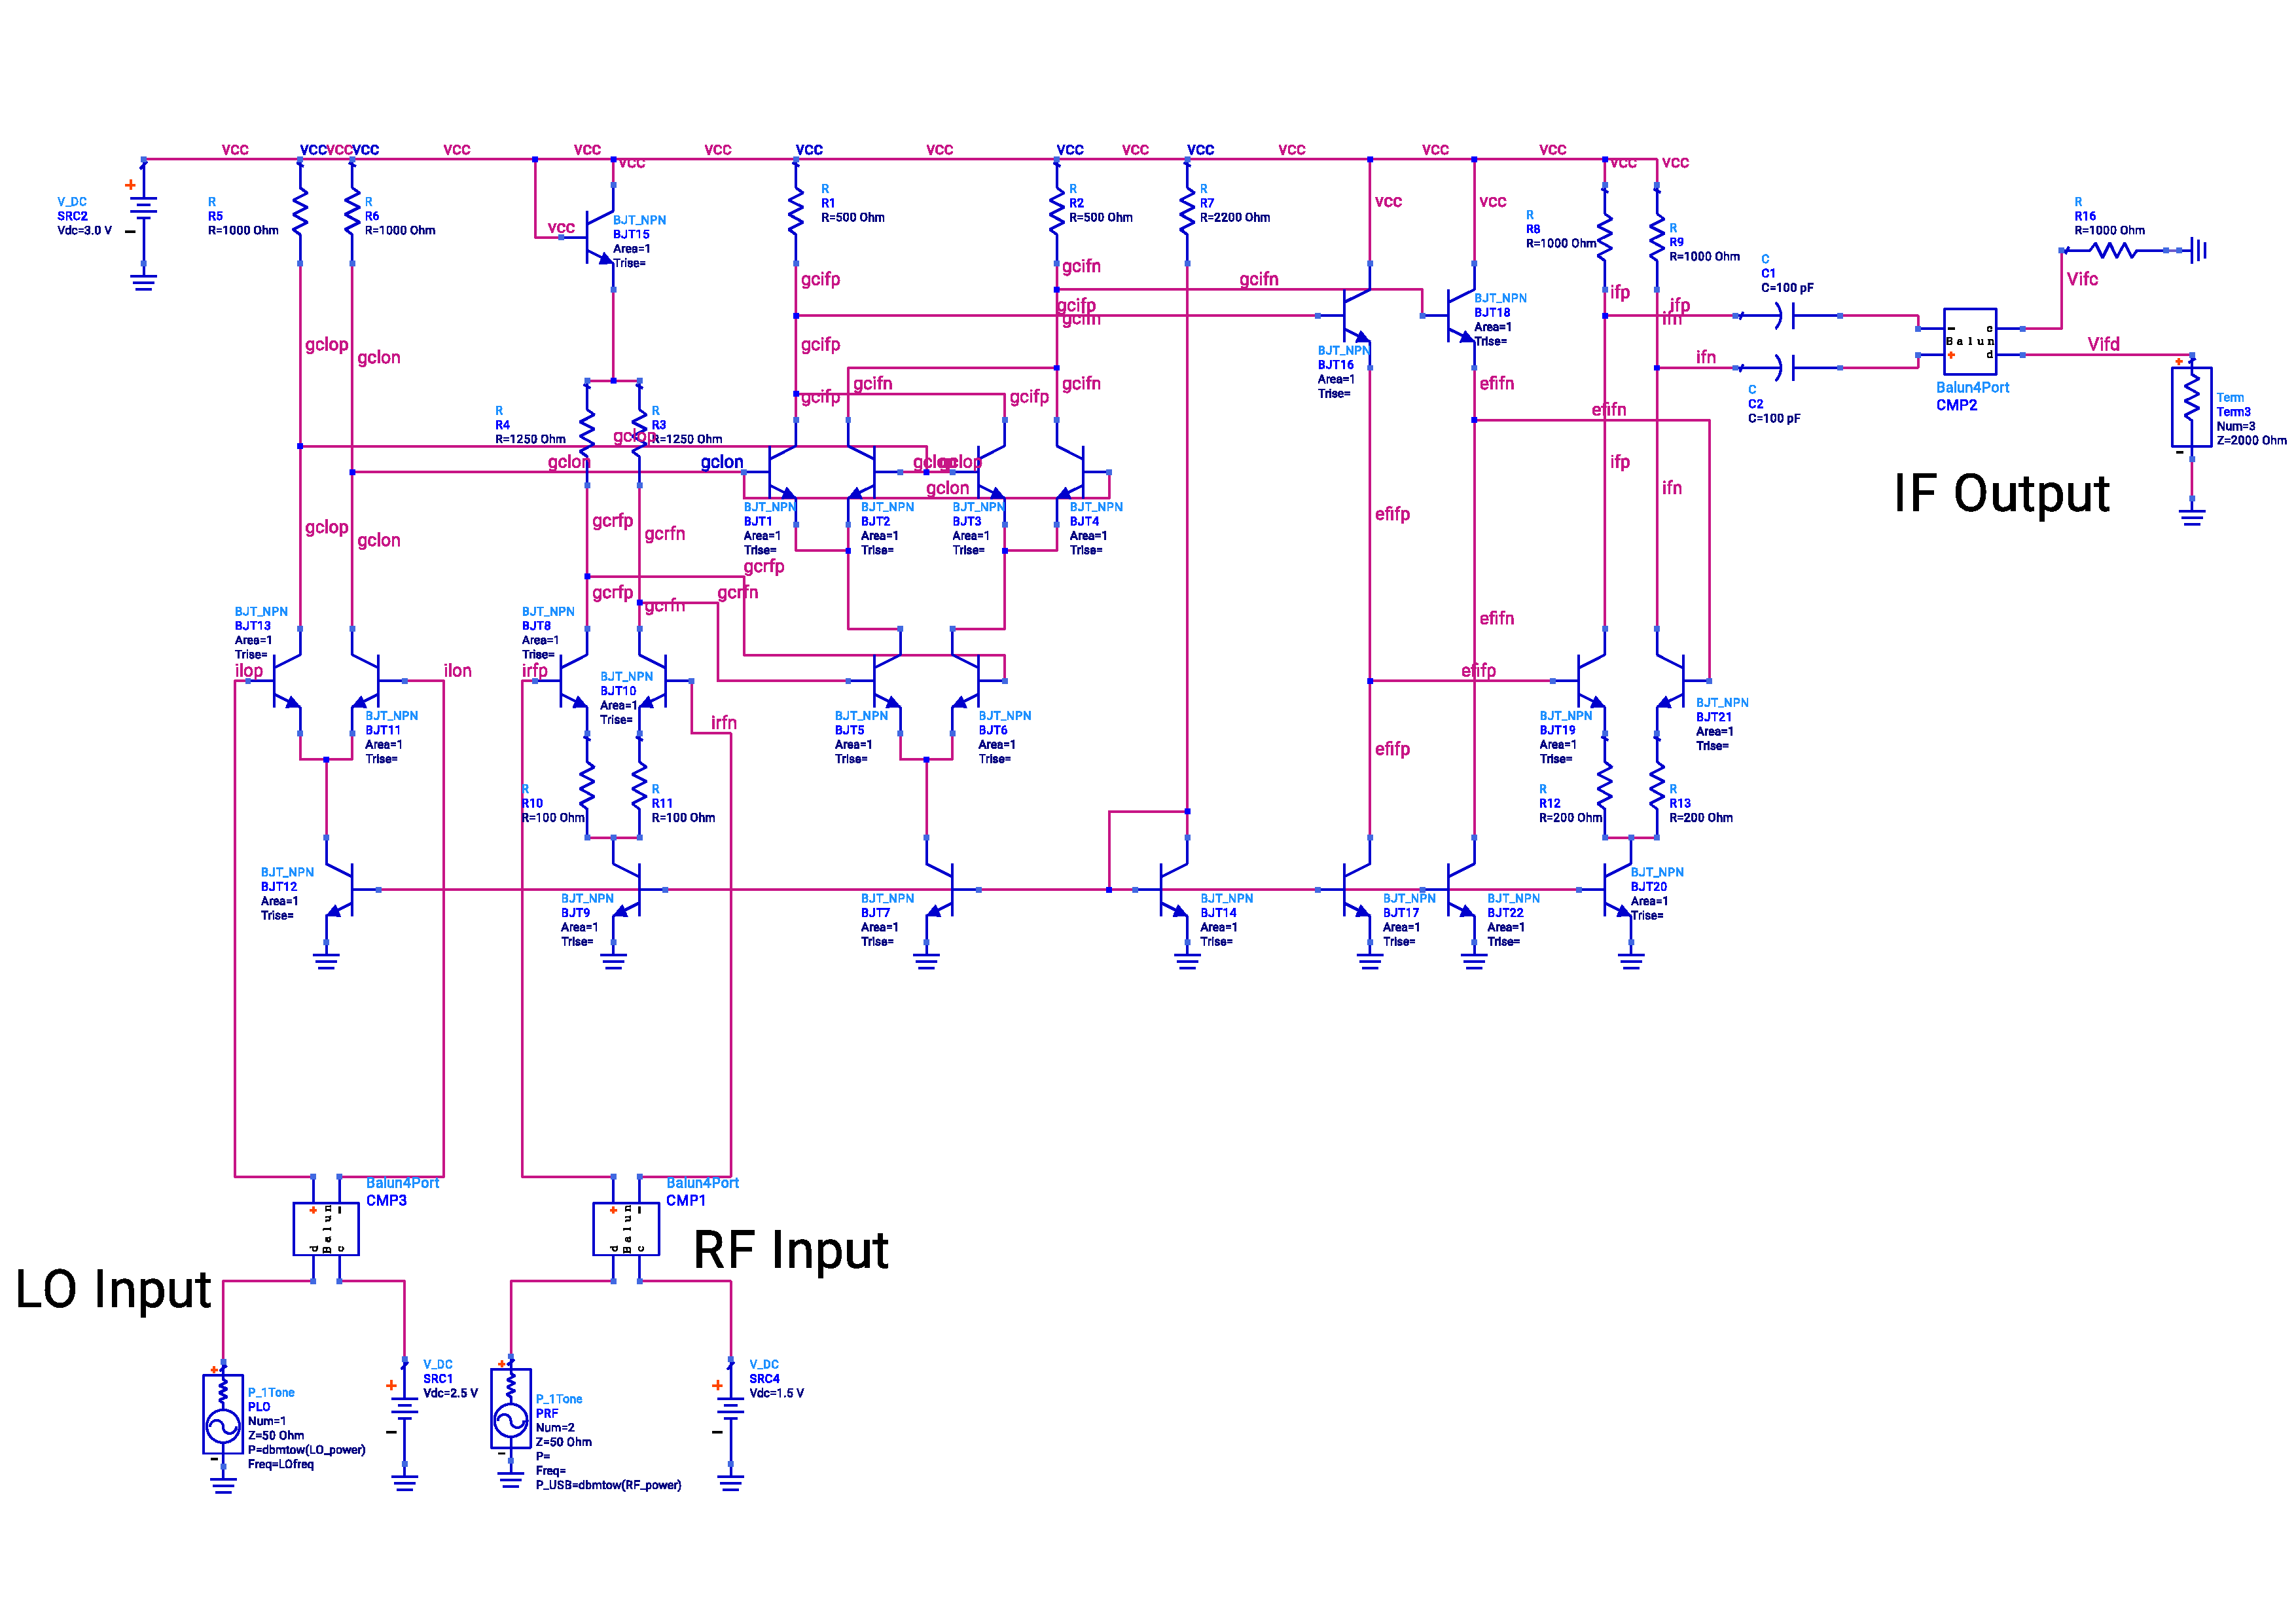 VCC VCC VCC VCC VCC VCC VCC VCC VCC VCC VCC VCC VCC VCC VCC
VCC VCC VCC
V_DC
SRC2
Vdc=3.0 V
R
R5
R=1000 Ohm
R
R6
R=1000 Ohm
VCC
BJT_NPN
BJT15
Area=1
Trise=
R
R1
R=500 Ohm
R
R2
R=500 Ohm
R
R7
R=2200 Ohm
VCC
VCC
R
R8
R=1000 Ohm
R
R9
R=1000 Ohm
R
R16
R=1000 Ohm
Vifc
C
C1
C=100 pF
gcifp
gcifn
gcifn
gcifp
gcifn
ifp
ifp
ifn
BJT_NPN
BJT18
Area=1
Trise=
- c
Balun
+ d
Balun4Port
CMP2
Vifd
gclop
gclon
gcifp
BJT_NPN
BJT16
Area=1
Trise=
ifn
C
C2
C=100 pF
gcifn
gcifp
gcifp
gcifn
efifn
efifn
Term
Term3
Num=3
Z=2000 Ohm
R
R4
R=1250 Ohm
R
R3
R=1250 Ohm
gclop
gclon
gclon
gclop
gclop
gclon
ifp
ifn
IF Output
BJT_NPN
BJT1
Area=1
Trise=
BJT_NPN
BJT2
Area=1
Trise=
BJT_NPN
BJT3
Area=1
Trise=
BJT_NPN
BJT4
Area=1
Trise=
gclop
gclon
gcrfp
gcrfn
efifp
gcrfp
gcrfp
gcrfn
gcrfn
efifn
BJT_NPN
BJT13
Area=1
Trise=
BJT_NPN
BJT8
Area=1
Trise=
ilop
ilon
irfp
BJT_NPN
BJT10
Area=1
Trise=
irfn
efifp
BJT_NPN
BJT11
Area=1
Trise=
BJT_NPN
BJT5
Area=1
Trise=
BJT_NPN
BJT6
Area=1
Trise=
efifp
BJT_NPN
BJT19
Area=1
Trise=
BJT_NPN
BJT21
Area=1
Trise=
R
R10
R=100 Ohm
R
R11
R=100 Ohm
R
R12
R=200 Ohm
R
R13
R=200 Ohm
BJT_NPN
BJT12
Area=1
Trise=
BJT_NPN
BJT9
Area=1
Trise=
BJT_NPN
BJT7
Area=1
Trise=
BJT_NPN
BJT14
Area=1
Trise=
BJT_NPN
BJT17
Area=1
Trise=
BJT_NPN
BJT22
Area=1
Trise=
BJT_NPN
BJT20
Area=1
Trise=
Balun4Port
CMP3
+ -
Balun
d c
Balun4Port
CMP1
+ -
Balun
d c
RF Input
LO Input
P_1Tone
PLO
Num=1
Z=50 Ohm
P=dbmtow(LO_power)
Freq=LOfreq
V_DC
SRC1
Vdc=2.5 V
P_1Tone
PRF
Num=2
Z=50 Ohm
P=
Freq=
P_USB=dbmtow(RF_power)
V_DC
SRC4
Vdc=1.5 V